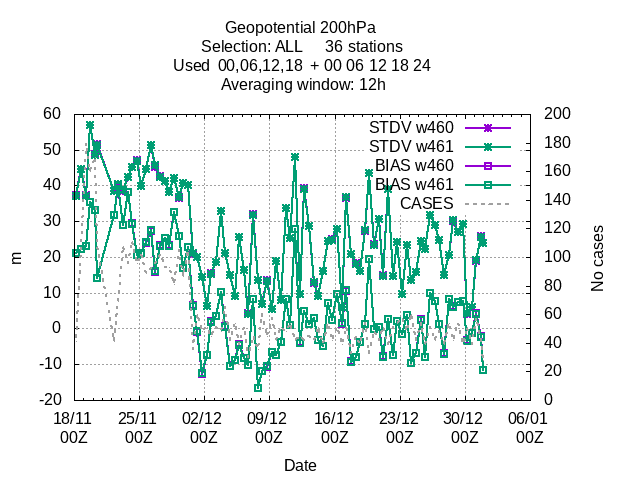 Geopotential 200hPa
Selection: ALL 36 stations
Used 00,06,12,18 + 00 06 12 18 24
Averaging window: 12h
60 200
50 180
40 160
30 140
20 120
10 100
0 80
-10 60
-20 40
20
0
STDV w460
STDV w461
BIAS w460
BIAS w461
CASES
m
No cases
18/11 25/11 02/12 09/12 16/12 23/12 30/12 06/01
00Z 00Z 00Z 00Z 00Z 00Z 00Z 00Z
Date